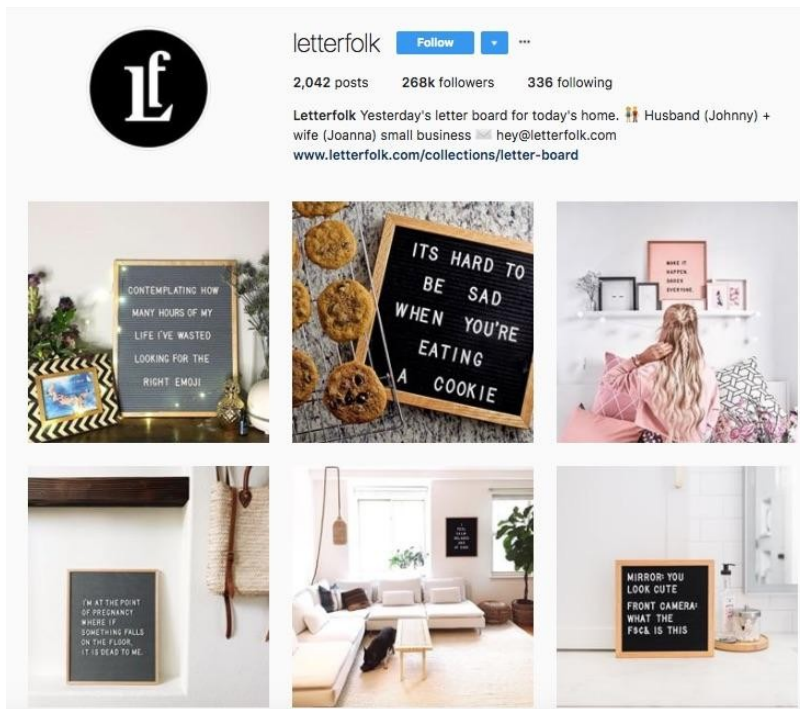 Lf
letterfolk Follow
2,042 posts 268k followers 336 following
Letterfolk Yesterday's letter board for today's home. 👫 Husband (Johnny) +
wife (Joanna) small business ✉️ hey@letterfolk.com
www.letterfolk.com/collections/letter-board
CONTEMPLATING HOW
MANY HOURS OF MY
LIFE I'VE WASTED
LOOKING FOR THE
RIGHT EMOJI
ITS HARD TO
BE SAD
WHEN YOU'RE
EATING
A COOKIE
MAKE IT
HAPPEN.
SHOCK
EVERYONE.
I'M AT THE POINT
OF PREGNANCY
WHERE IF
SOMETHING FALLS
ON THE FLOOR,
IT IS DEAD TO ME.
MIRROR: YOU
LOOK CUTE
FRONT CAMERA:
WHAT THE
F$C& IS THIS